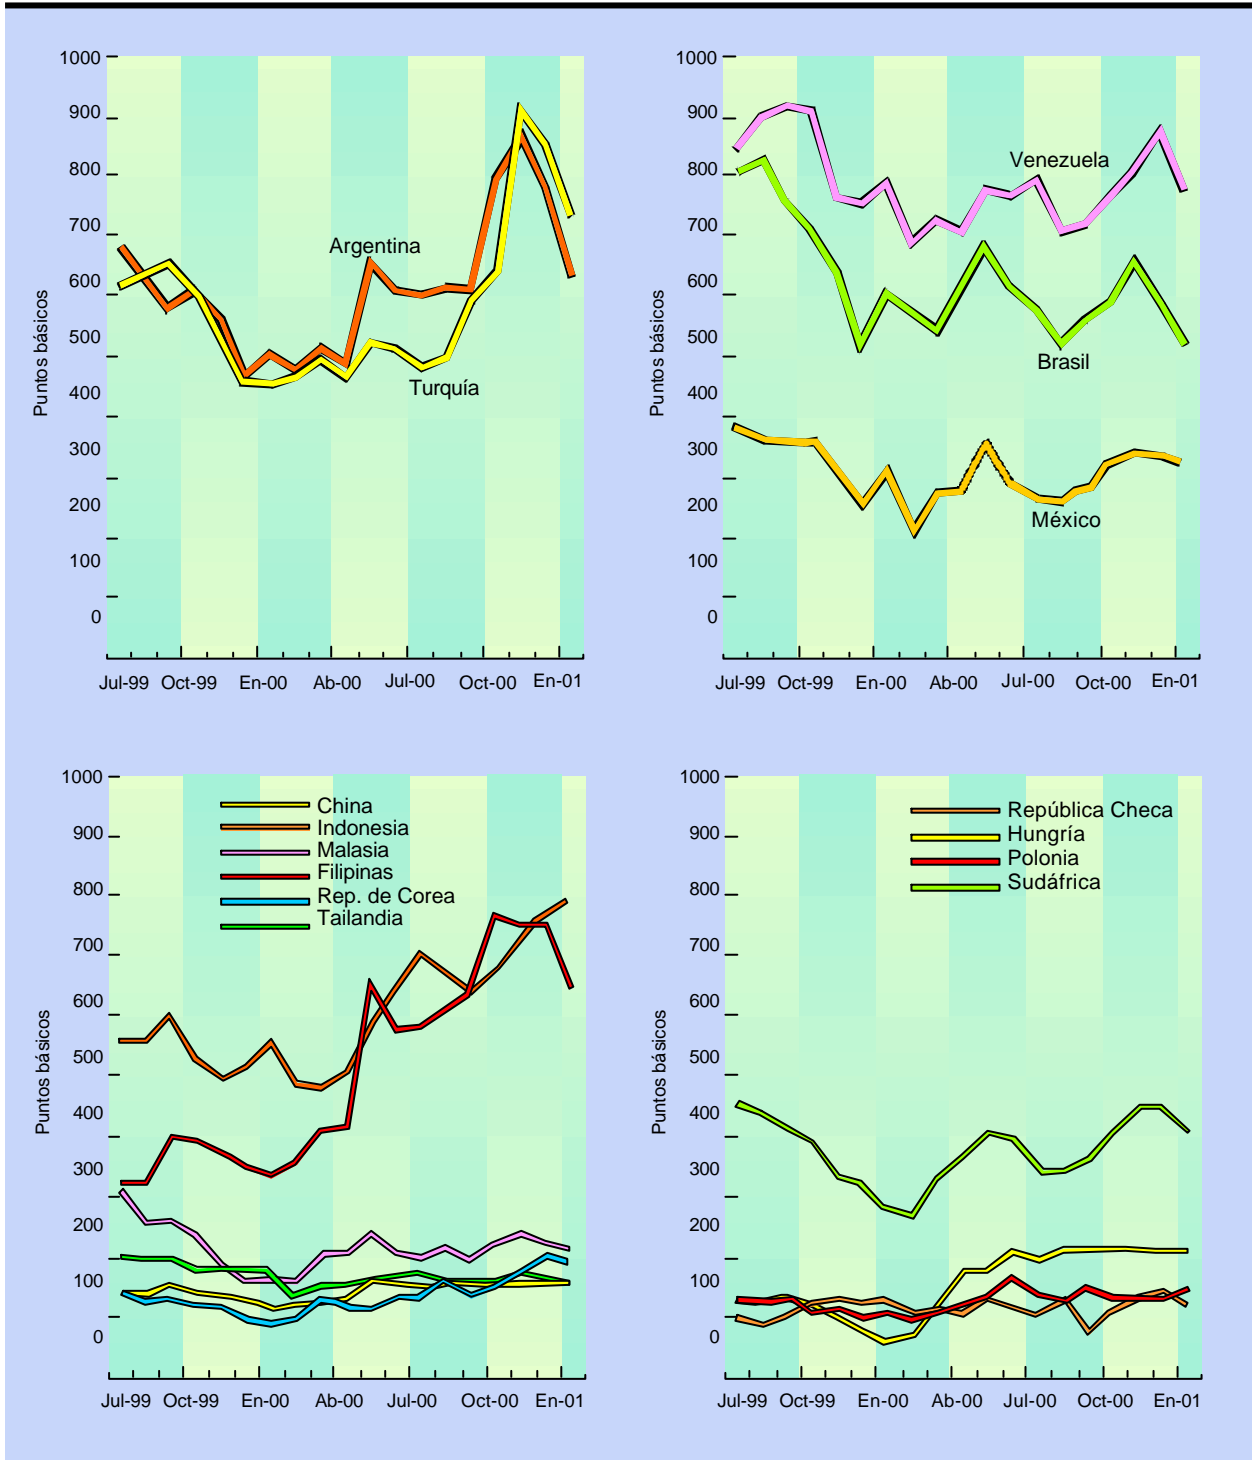 1000
900
800
700
600
500
400
300
200
100
0
Puntos básicos
Argentina
Turquía
Jul-99 Oct-99 En-00 Ab-00 Jul-00 Oct-00 En-01
1000
900
800
700
600
500
400
300
200
100
0
Puntos básicos
Venezuela
Brasil
México
Jul-99 Oct-99 En-00 Ab-00 Jul-00 Oct-00 En-01
1000
900
800
700
600
500
400
300
200
100
0
Puntos básicos
China
Indonesia
Malasia
Filipinas
Rep. de Corea
Tailandia
Jul-99 Oct-99 En-00 Ab-00 Jul-00 Oct-00 En-01
1000
900
800
700
600
500
400
300
200
100
0
Puntos básicos
República Checa
Hungría
Polonia
Sudáfrica
Jul-99 Oct-99 En-00 Ab-00 Jul-00 Oct-00 En-01